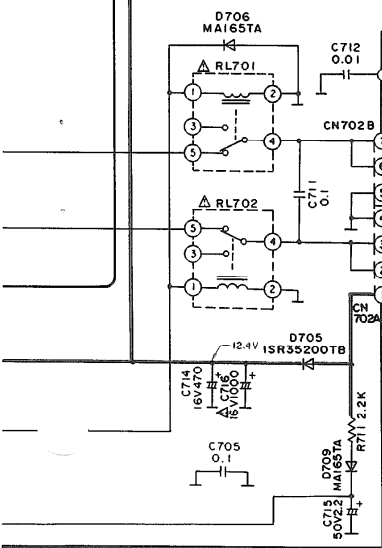 D706
MA165TA
C712
0.01
⚠ RL701
1
2
3
4
5
CN702B
C711
0.1
⚠ RL702
5
4
3
1
2
CN
702A
12.4V
D705
1SR35200TB
C714
16V470
+
⚠ C716
16V1000
+
R711 2.2K
C705
0.1
D709
MA165TA
C715
50V2.2
+